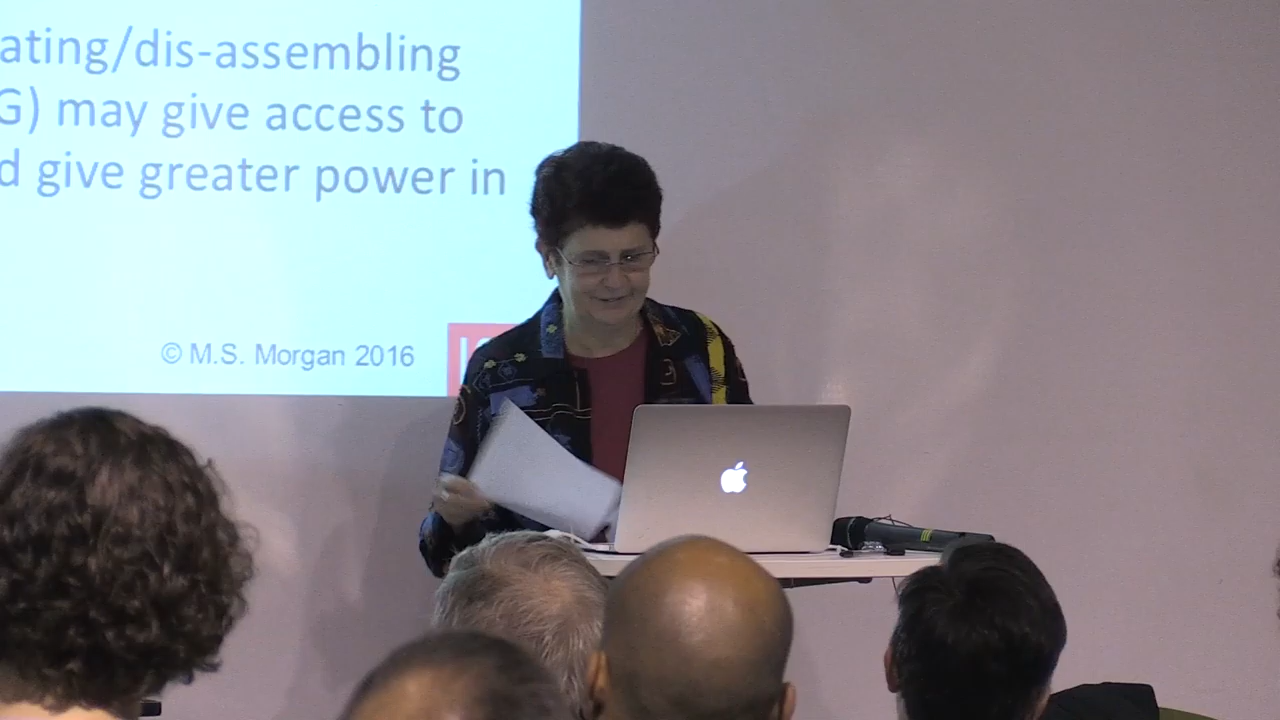 ating/dis-assembling
G) may give access to
d give greater power in
© M.S. Morgan 2016